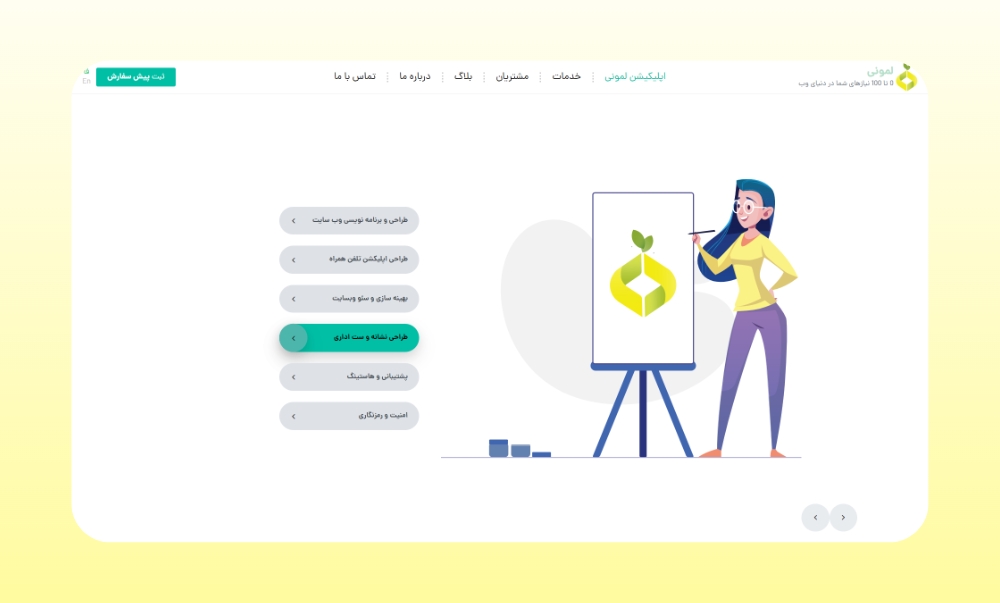 لمونی
0 تا 100 نیازهای شما در دنیای وب
اپلیکیشن لمونی
خدمات
مشتریان
بلاگ
درباره ما
تماس با ما
ثبت پیش سفارش
ف
En
طراحی و برنامه نویسی وب سایت
طراحی اپلیکشن تلفن همراه
بهینه سازی و سئو وبسایت
طراحی نشانه و ست اداری
پشتیبانی و هاستینگ
امنیت و رمزنگاری